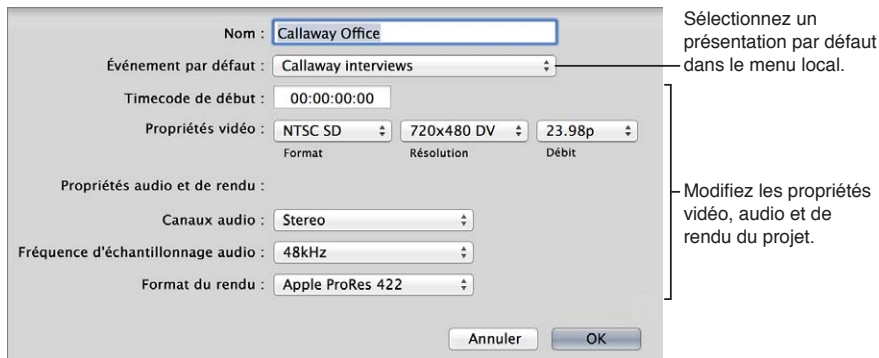 Nom : Callaway Office
Événement par défaut : Callaway interviews
Timecode de début : 00:00:00:00
Propriétés vidéo : NTSC SD 720x480 DV 23.98p
Format Résolution Débit
Propriétés audio et de rendu :
Canaux audio : Stereo
Fréquence d'échantillonnage audio : 48kHz
Format du rendu : Apple ProRes 422
Annuler OK
Sélectionnez un
présentation par défaut
dans le menu local.
Modifiez les propriétés
vidéo, audio et de
rendu du projet.